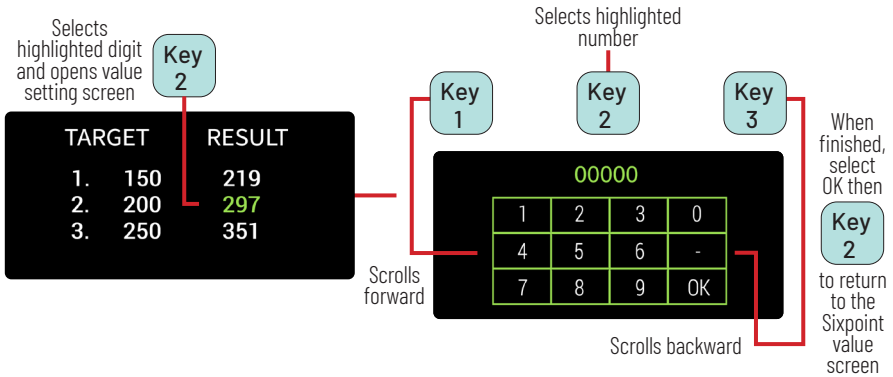 Selects
highlighted digit
and opens value
setting screen
Key
2
TARGET RESULT
1. 150 219
2. 200 297
3. 250 351
Selects highlighted
number
Key
1
Key
2
Key
3
00000
1 2 3 0
4 5 6 -
7 8 9 OK
Scrolls
forward
Scrolls backward
When
finished,
select
OK then
Key
2
to return
to the
Sixpoint
value
screen